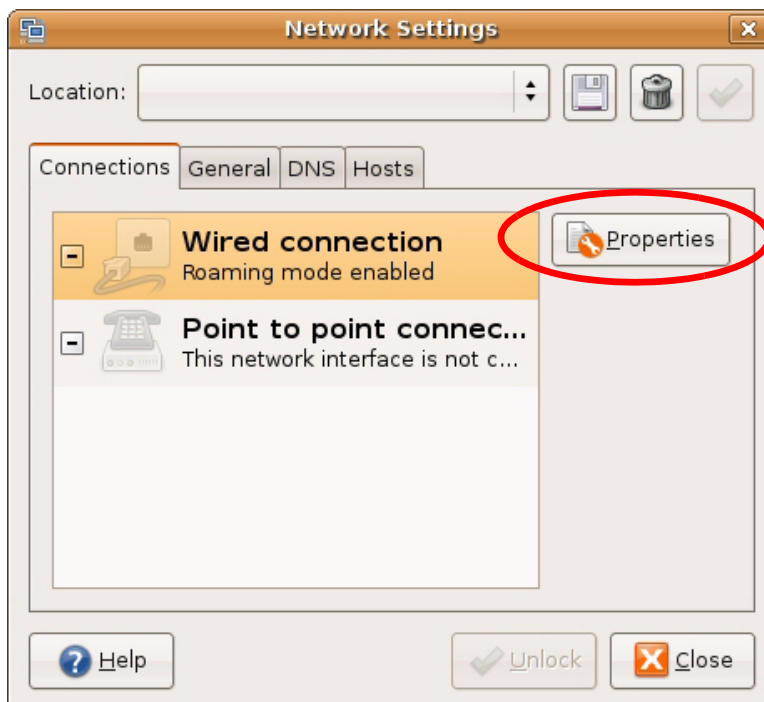 Network Settings
Location:
Connections General DNS Hosts
Wired connection
Roaming mode enabled
Properties
Point to point connec...
This network interface is not c...
Help Unlock Close